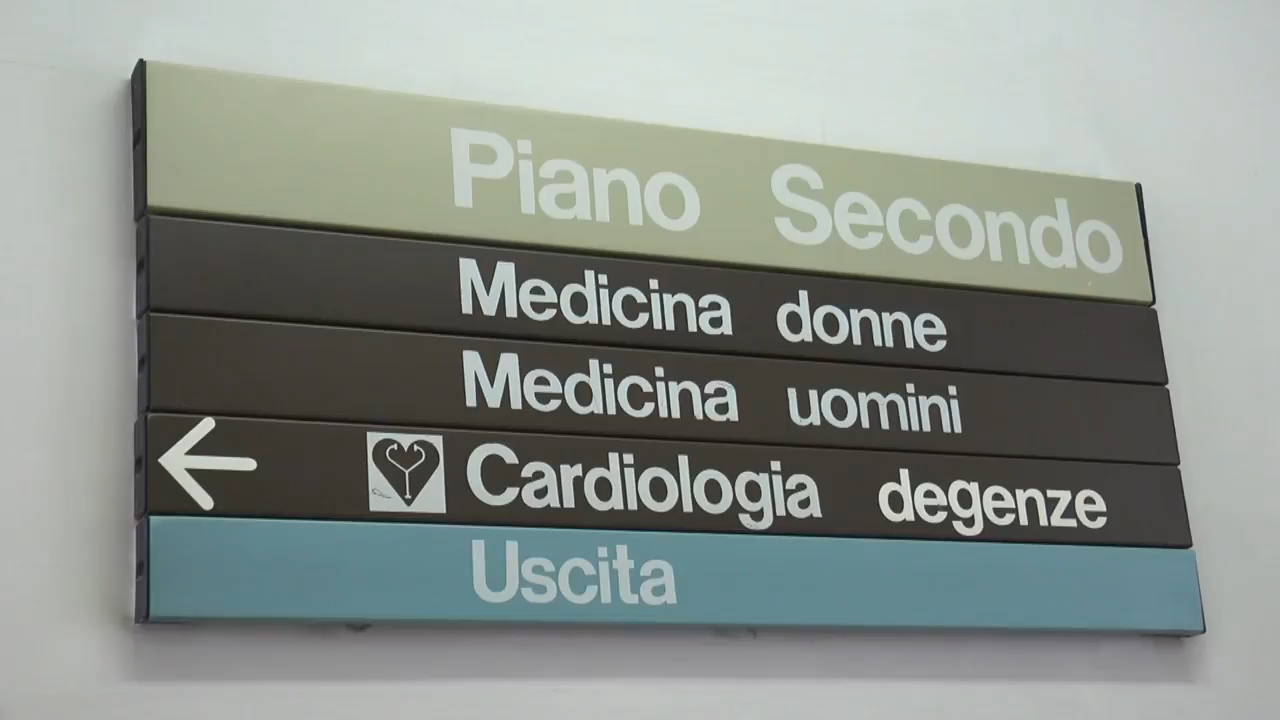 Piano Secondo
Medicina donne
Medicina uomini
Cardiologia degenze
Uscita